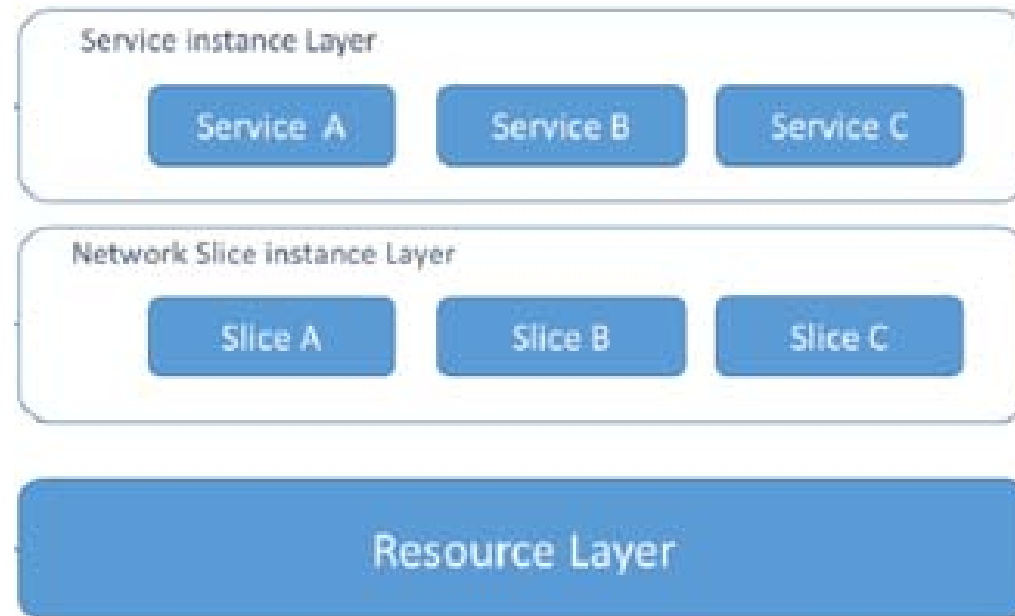 Service instance Layer
Service A
Service B
Service C
Network Slice instance Layer
Slice A
Slice B
Slice C
Resource Layer